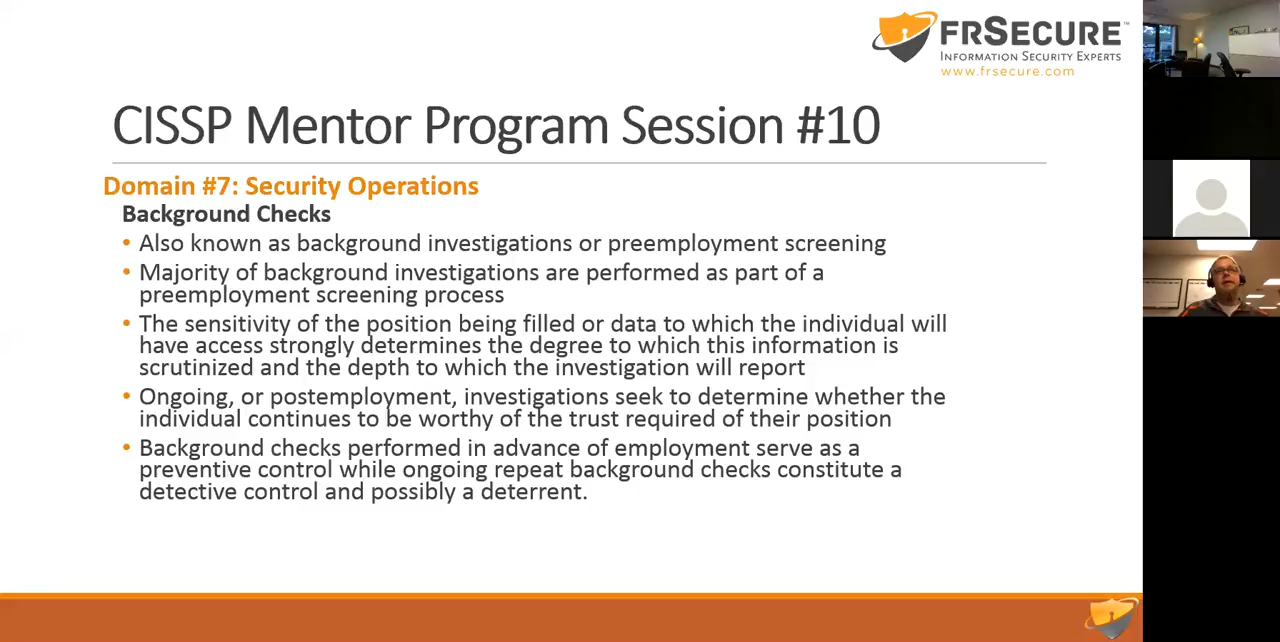 FRSECURE™
INFORMATION SECURITY EXPERTS
www.frsecure.com
CISSP Mentor Program Session #10
Domain #7: Security Operations
Background Checks
• Also known as background investigations or preemployment screening
• Majority of background investigations are performed as part of a
preemployment screening process
• The sensitivity of the position being filled or data to which the individual will
have access strongly determines the degree to which this information is
scrutinized and the depth to which the investigation will report
• Ongoing, or postemployment, investigations seek to determine whether the
individual continues to be worthy of the trust required of their position
• Background checks performed in advance of employment serve as a
preventive control while ongoing repeat background checks constitute a
detective control and possibly a deterrent.